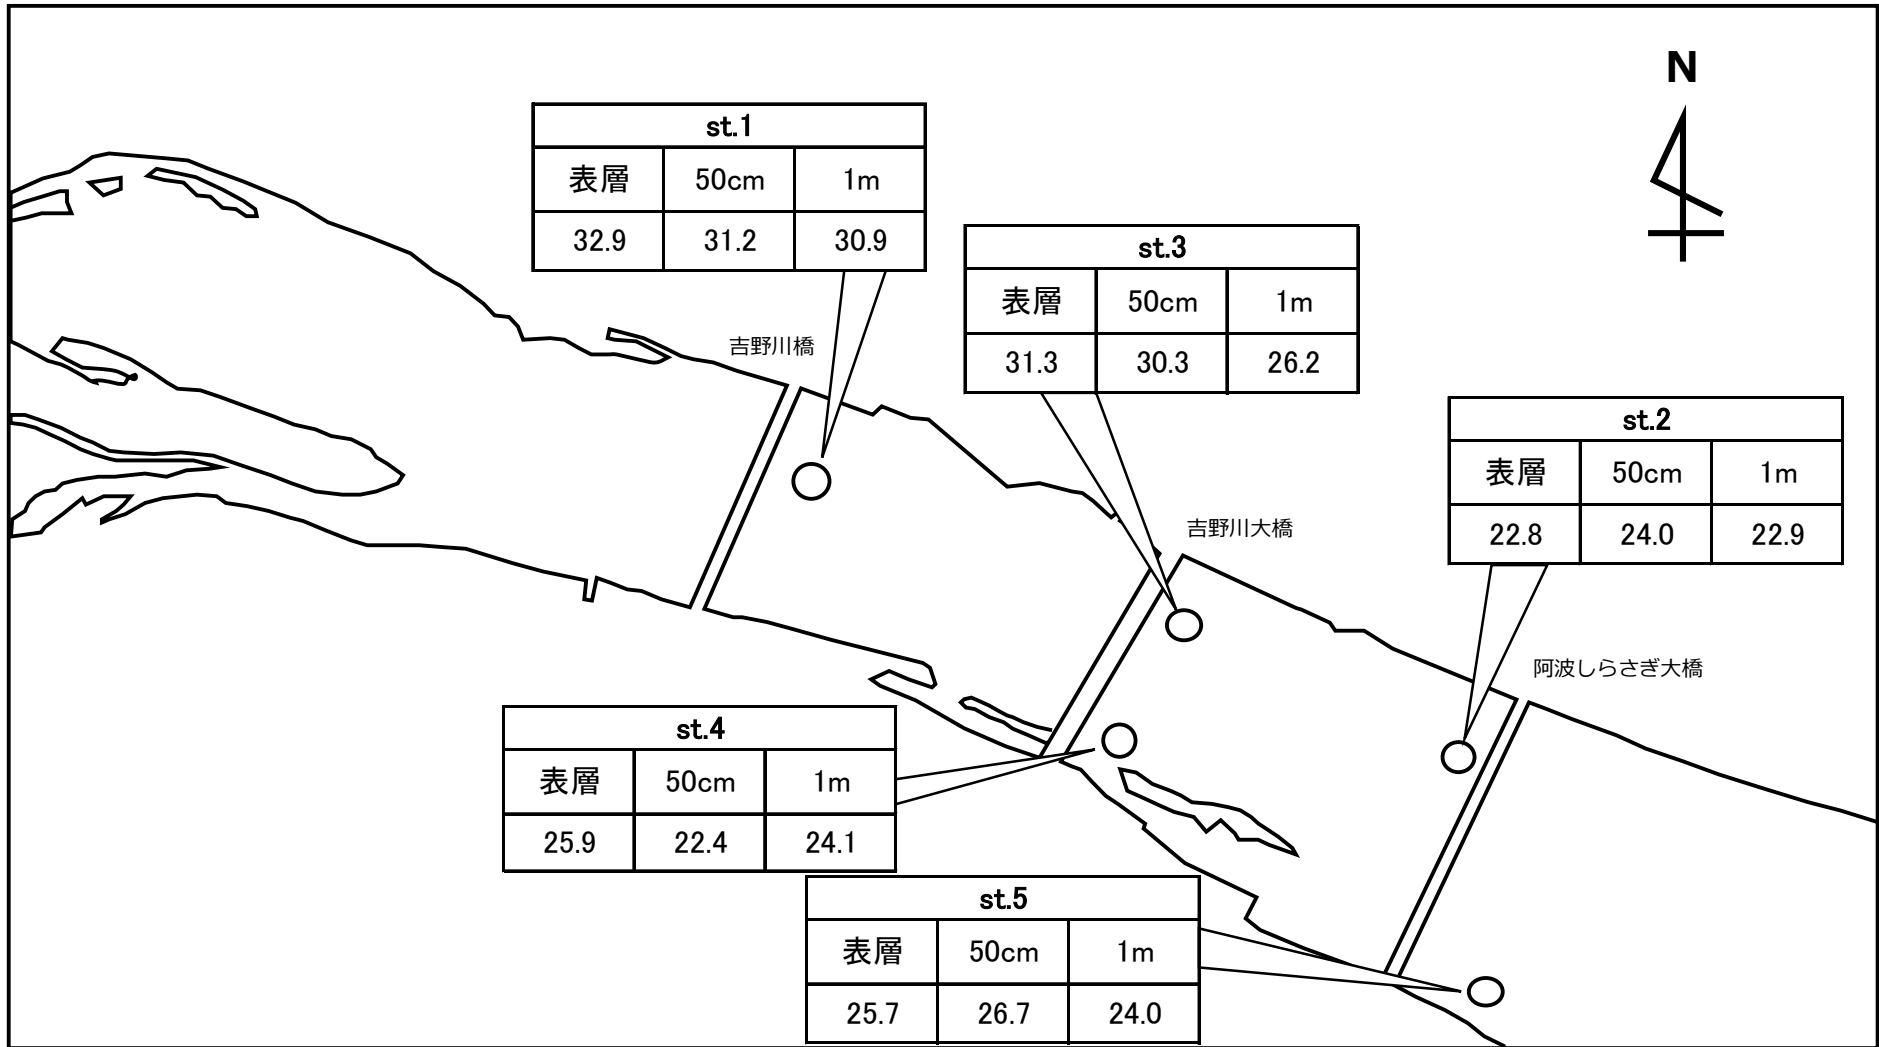 N
st.1
表層 50cm 1m
32.9 31.2 30.9
st.3
表層 50cm 1m
31.3 30.3 26.2
吉野川橋
st.2
表層 50cm 1m
22.8 24.0 22.9
吉野川大橋
阿波しらさぎ大橋
st.4
表層 50cm 1m
25.9 22.4 24.1
st.5
表層 50cm 1m
25.7 26.7 24.0